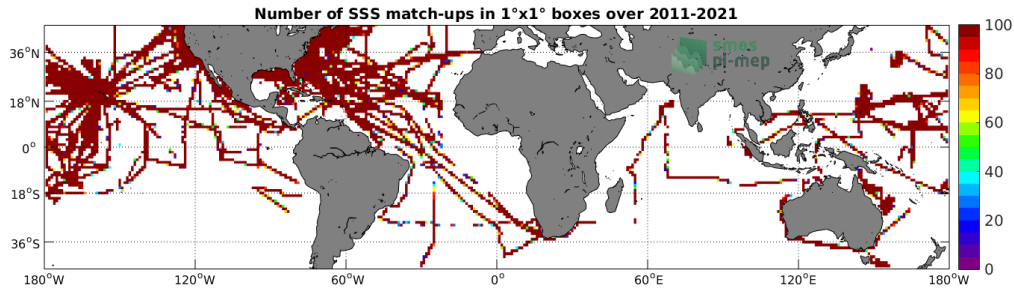 Number of SSS match-ups in 1°x1° boxes over 2011-2021
smos
pi-mep
36°N
18°N
0°
18°S
36°S
180°W
120°W
60°W
0°
60°E
120°E
180°W
100
80
60
40
20
0